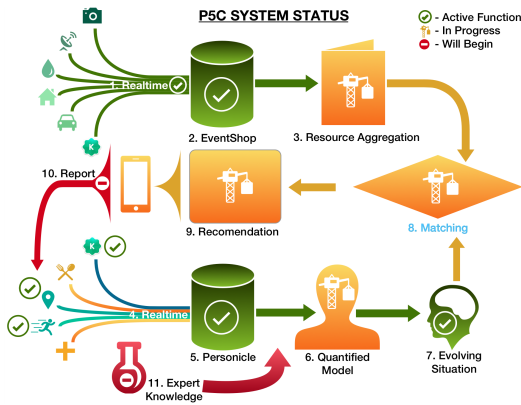 P5C SYSTEM STATUS
- Active Function
- In Progress
- Will Begin
1. Realtime
2. EventShop
3. Resource Aggregation
K
10. Report
9. Recomendation
8. Matching
K
4. Realtime
5. Personicle
6. Quantified
Model
7. Evolving
Situation
11. Expert
Knowledge